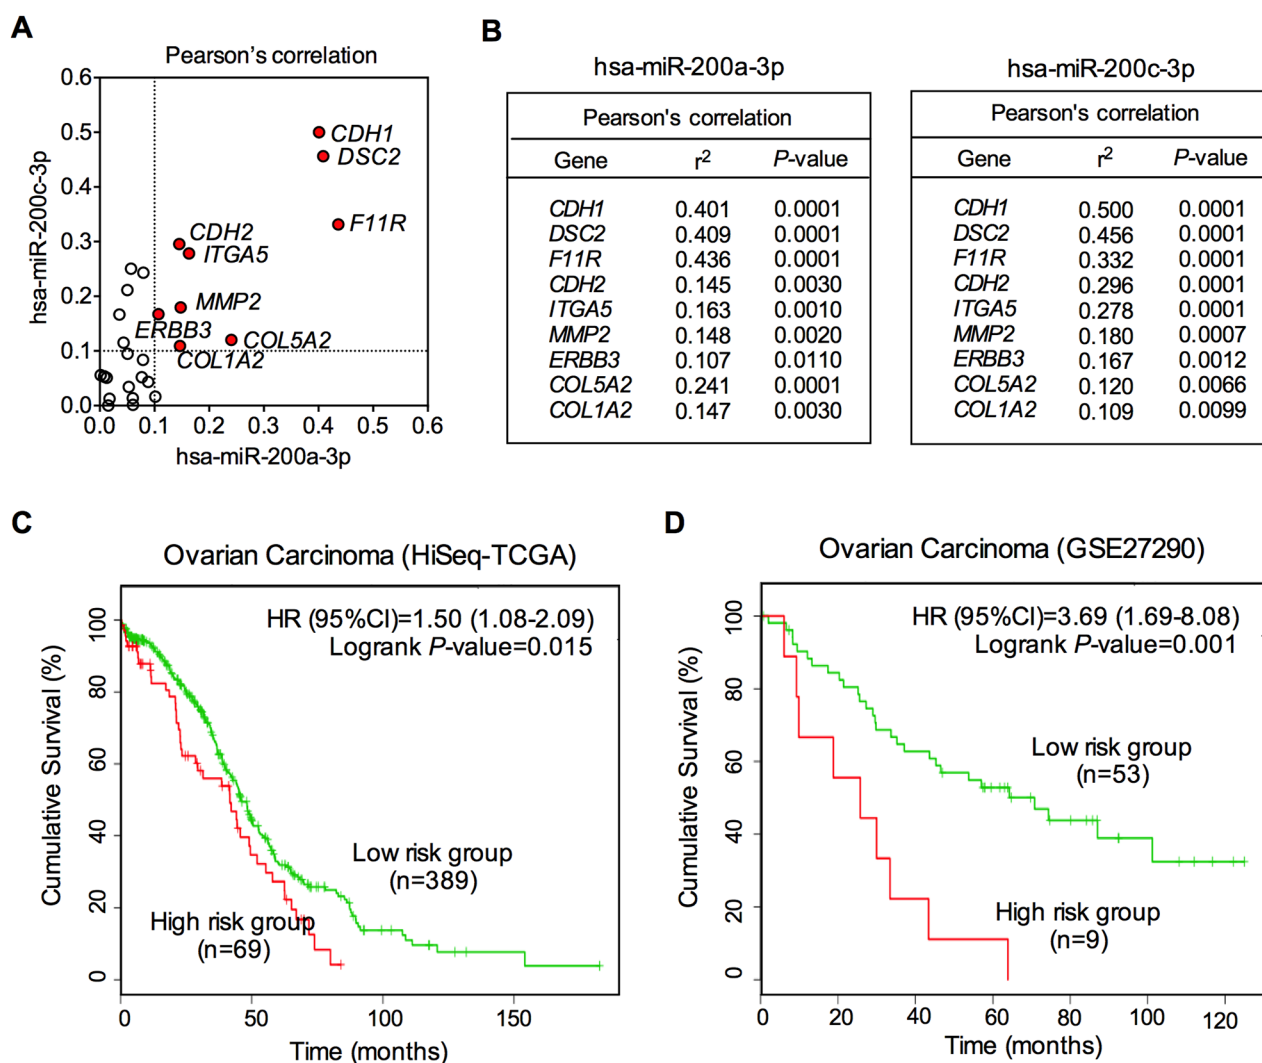 A
Pearson's correlation
hsa-miR-200c-3p
0.6
0.5
0.4
0.3
0.2
0.1
0.0
CDH1
DSC2
F11R
CDH2
ITGA5
MMP2
ERBB3
COL5A2
COL1A2
0.0 0.1 0.2 0.3 0.4 0.5 0.6
hsa-miR-200a-3p
B
hsa-miR-200a-3p
Pearson's correlation
Gene r² P-value
CDH1 0.401 0.0001
DSC2 0.409 0.0001
F11R 0.436 0.0001
CDH2 0.145 0.0030
ITGA5 0.163 0.0010
MMP2 0.148 0.0020
ERBB3 0.107 0.0110
COL5A2 0.241 0.0001
COL1A2 0.147 0.0030
hsa-miR-200c-3p
Pearson's correlation
Gene r² P-value
CDH1 0.500 0.0001
DSC2 0.456 0.0001
F11R 0.332 0.0001
CDH2 0.296 0.0001
ITGA5 0.278 0.0001
MMP2 0.180 0.0007
ERBB3 0.167 0.0012
COL5A2 0.120 0.0066
COL1A2 0.109 0.0099
C
Ovarian Carcinoma (HiSeq-TCGA)
HR (95%CI)=1.50 (1.08-2.09)
Logrank P-value=0.015
Cumulative Survival (%)
100
80
60
40
20
0
Low risk group
(n=389)
High risk group
(n=69)
0 50 100 150
Time (months)
D
Ovarian Carcinoma (GSE27290)
HR (95%CI)=3.69 (1.69-8.08)
Logrank P-value=0.001
Cumulative Survival (%)
100
80
60
40
20
0
Low risk group
(n=53)
High risk group
(n=9)
0 20 40 60 80 100 120
Time (months)